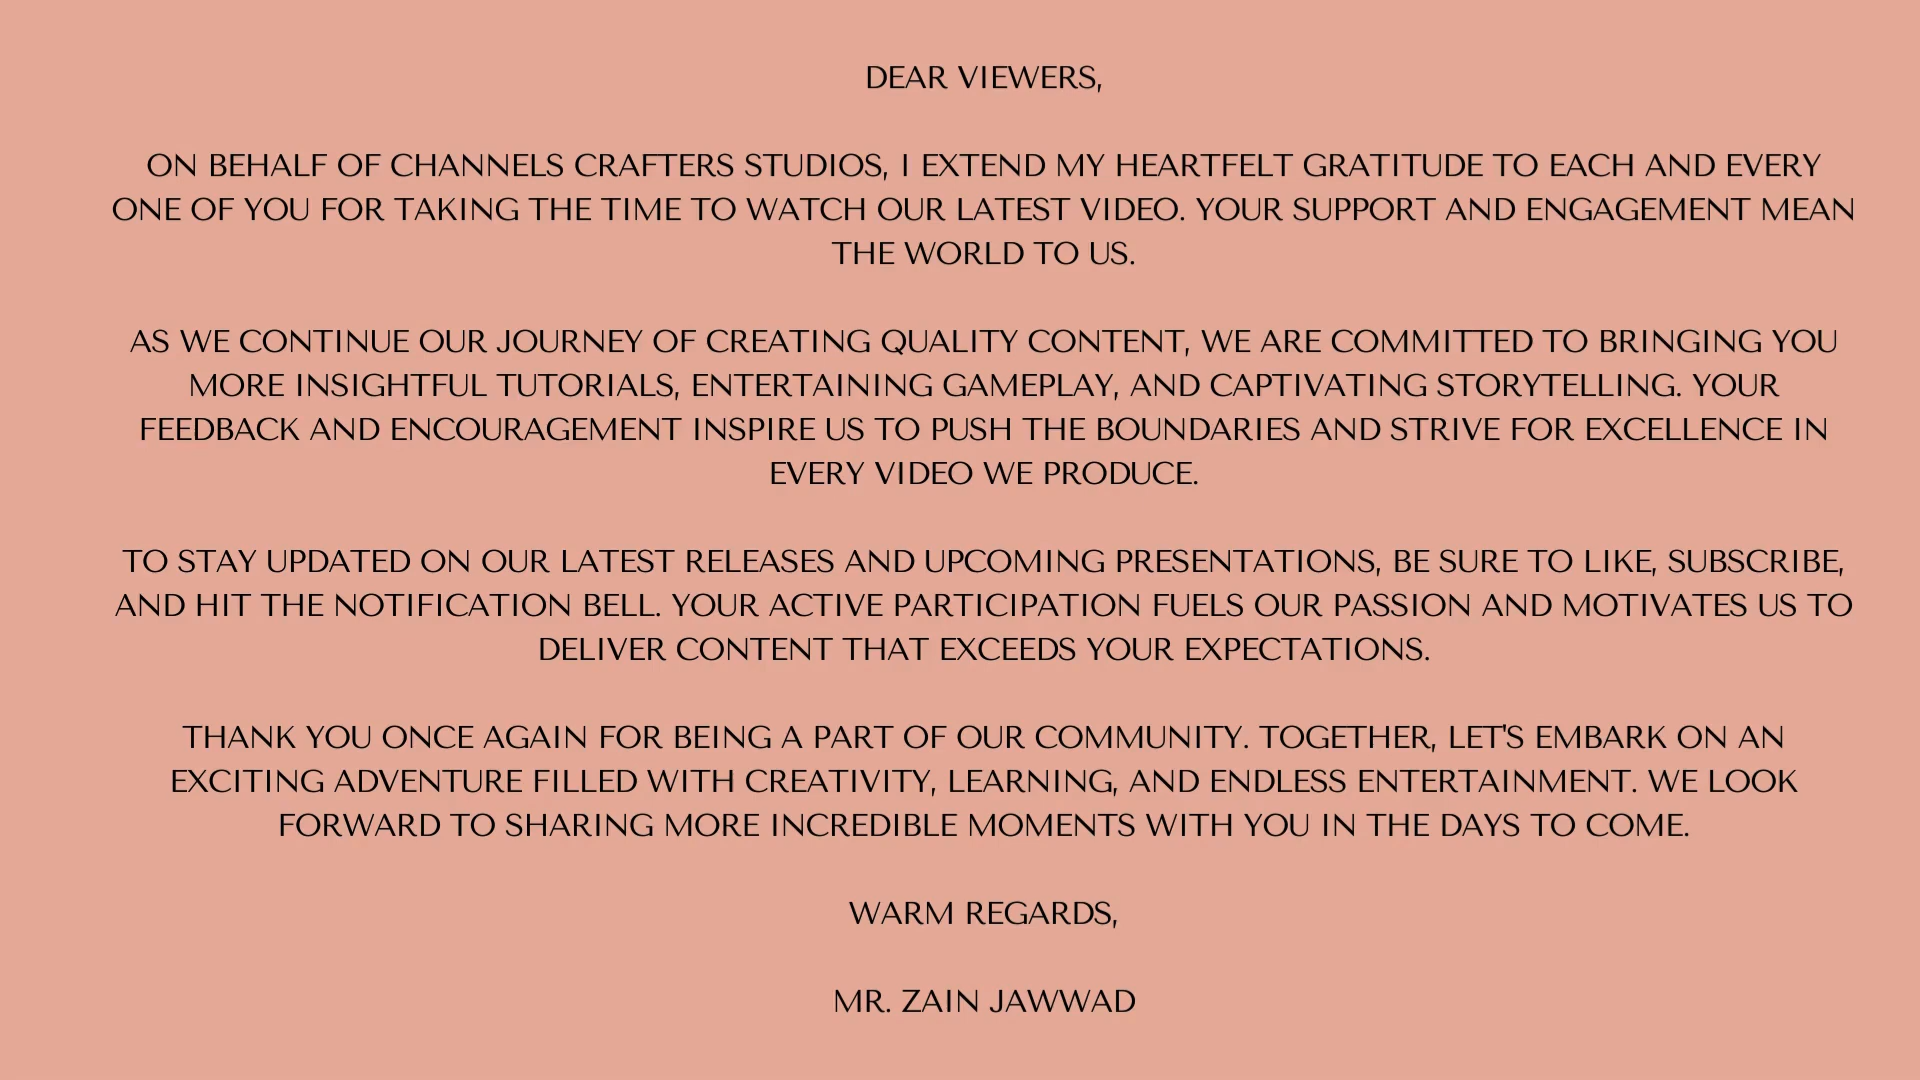 DEAR VIEWERS,
ON BEHALF OF CHANNELS CRAFTERS STUDIOS, I EXTEND MY HEARTFELT GRATITUDE TO EACH AND EVERY
ONE OF YOU FOR TAKING THE TIME TO WATCH OUR LATEST VIDEO. YOUR SUPPORT AND ENGAGEMENT MEAN
THE WORLD TO US.
AS WE CONTINUE OUR JOURNEY OF CREATING QUALITY CONTENT, WE ARE COMMITTED TO BRINGING YOU
MORE INSIGHTFUL TUTORIALS, ENTERTAINING GAMEPLAY, AND CAPTIVATING STORYTELLING. YOUR
FEEDBACK AND ENCOURAGEMENT INSPIRE US TO PUSH THE BOUNDARIES AND STRIVE FOR EXCELLENCE IN
EVERY VIDEO WE PRODUCE.
TO STAY UPDATED ON OUR LATEST RELEASES AND UPCOMING PRESENTATIONS, BE SURE TO LIKE, SUBSCRIBE,
AND HIT THE NOTIFICATION BELL. YOUR ACTIVE PARTICIPATION FUELS OUR PASSION AND MOTIVATES US TO
DELIVER CONTENT THAT EXCEEDS YOUR EXPECTATIONS.
THANK YOU ONCE AGAIN FOR BEING A PART OF OUR COMMUNITY. TOGETHER, LET'S EMBARK ON AN
EXCITING ADVENTURE FILLED WITH CREATIVITY, LEARNING, AND ENDLESS ENTERTAINMENT. WE LOOK
FORWARD TO SHARING MORE INCREDIBLE MOMENTS WITH YOU IN THE DAYS TO COME.
WARM REGARDS,
MR. ZAIN JAWWAD